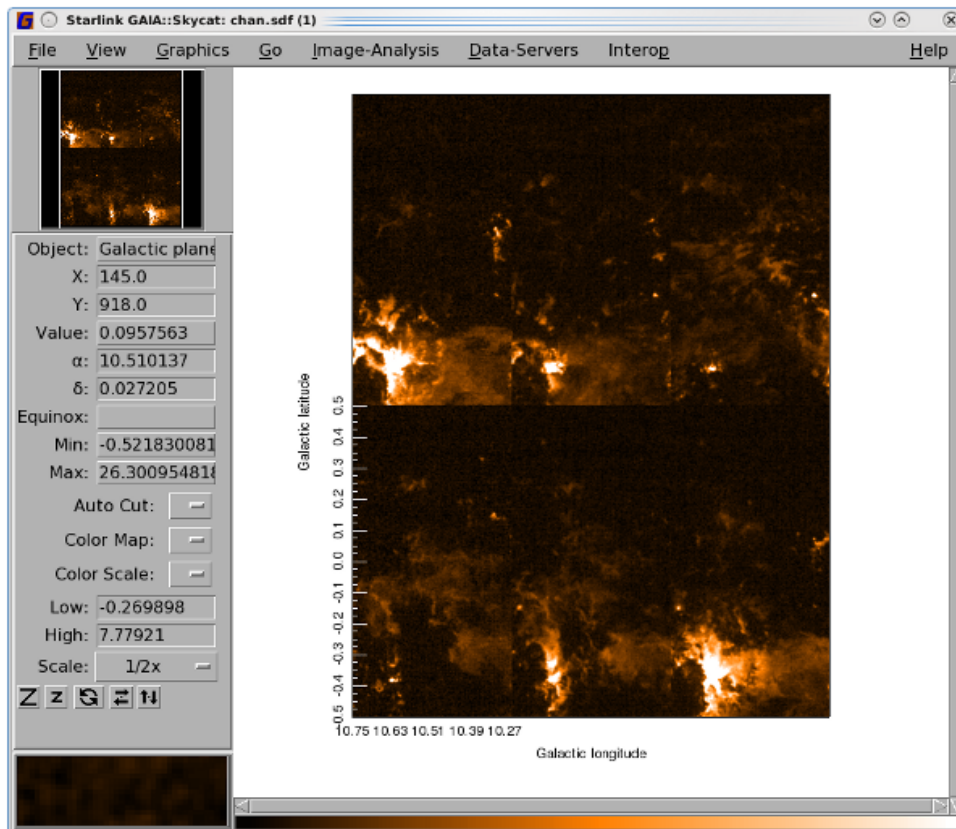 Starlink GAIA::Skycat: chan.sdf (1)
File View Graphics Go Image-Analysis Data-Servers Interop Help
Object: Galactic plane
X: 145.0
Y: 918.0
Value: 0.0957563
α: 10.510137
δ: 0.027205
Equinox:
Min: -0.521830081
Max: 26.300954818
Auto Cut:
Color Map:
Color Scale:
Low: -0.269898
High: 7.77921
Scale: 1/2x
Z z
Galactic latitude
0.5
0.4
0.3
0.2
0.1
0.0
-0.1
-0.2
-0.3
-0.4
-0.5
10.75 10.63 10.51 10.39 10.27
Galactic longitude